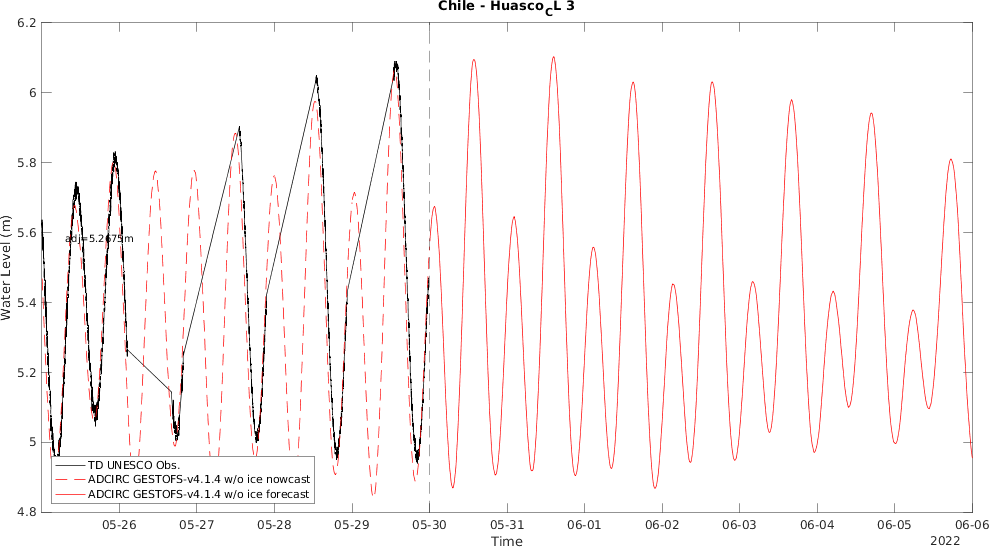 Chile - Huasco_CL 3
6.2
6
5.8
5.6
5.4
5.2
5
4.8
Water Level (m)
adj=5.2675m
TD UNESCO Obs.
ADCIRC GESTOFS-v4.1.4 w/o ice nowcast
ADCIRC GESTOFS-v4.1.4 w/o ice forecast
05-26 05-27 05-28 05-29 05-30 05-31 06-01 06-02 06-03 06-04 06-05 06-06
Time
2022